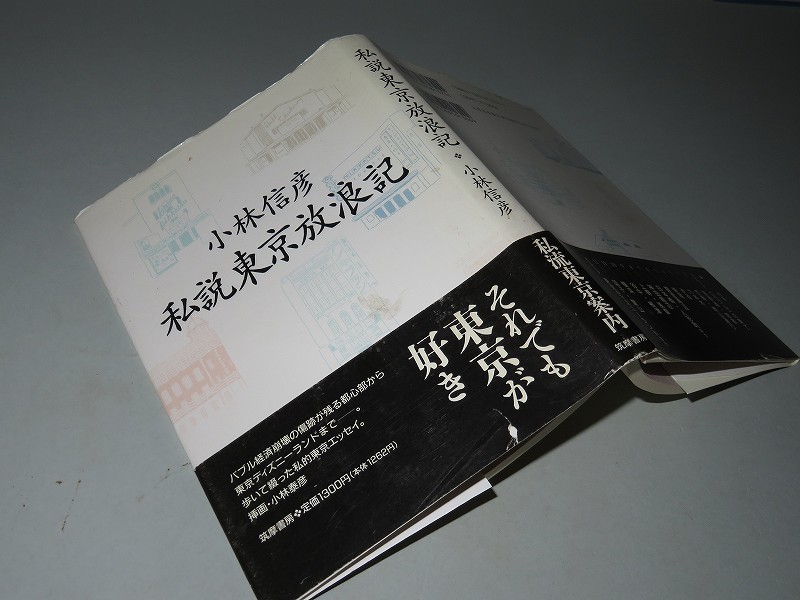 小林信彦
私説東京放浪記
それでも
東京が
好き
バブル経済崩壊の傷跡が残る都心部から
東京ディズニーランドまで──。
歩いて綴った私的東京エッセイ。
挿画・小林泰彦
筑摩書房❖定価1300円(本体1262円)
私説東京放浪記❖小林信彦
私流東京案内
筑摩書房